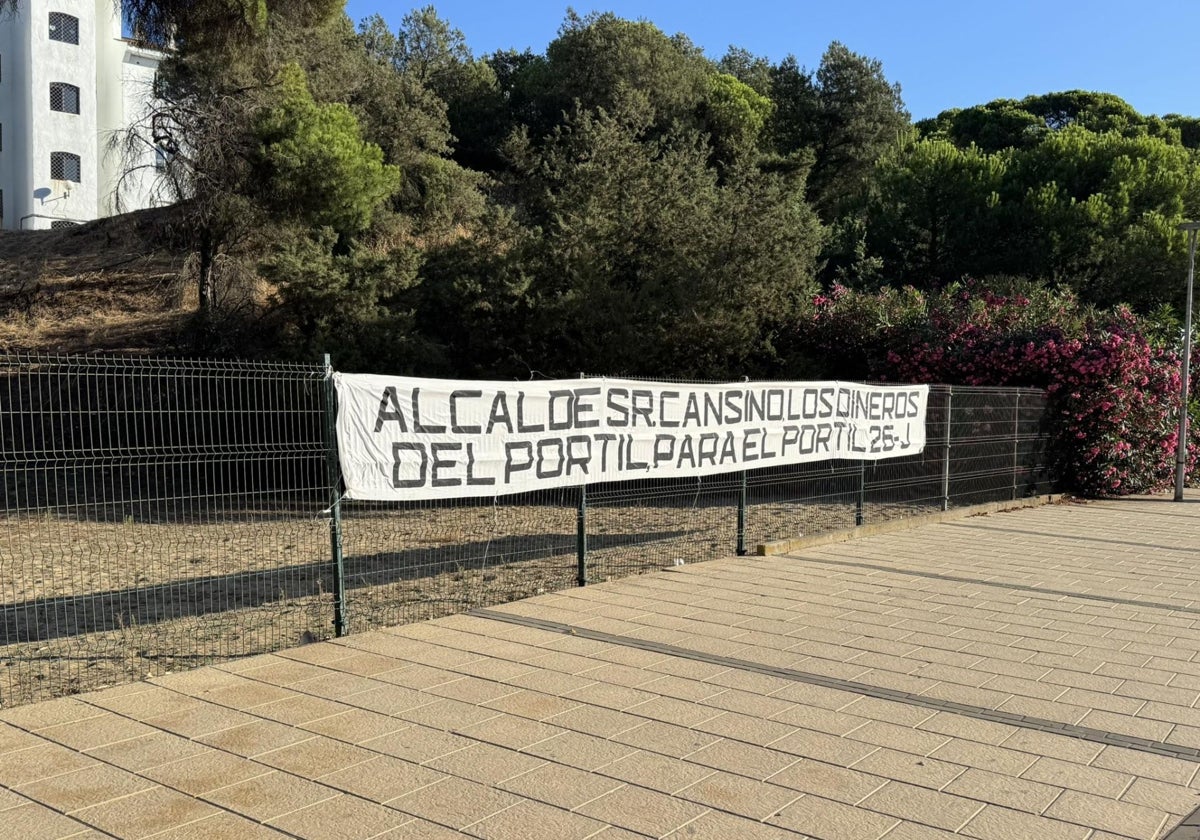 ALCALDE SR.CANSINO,LOS DINEROS
DEL PORTIL,PARA EL PORTIL 26-J